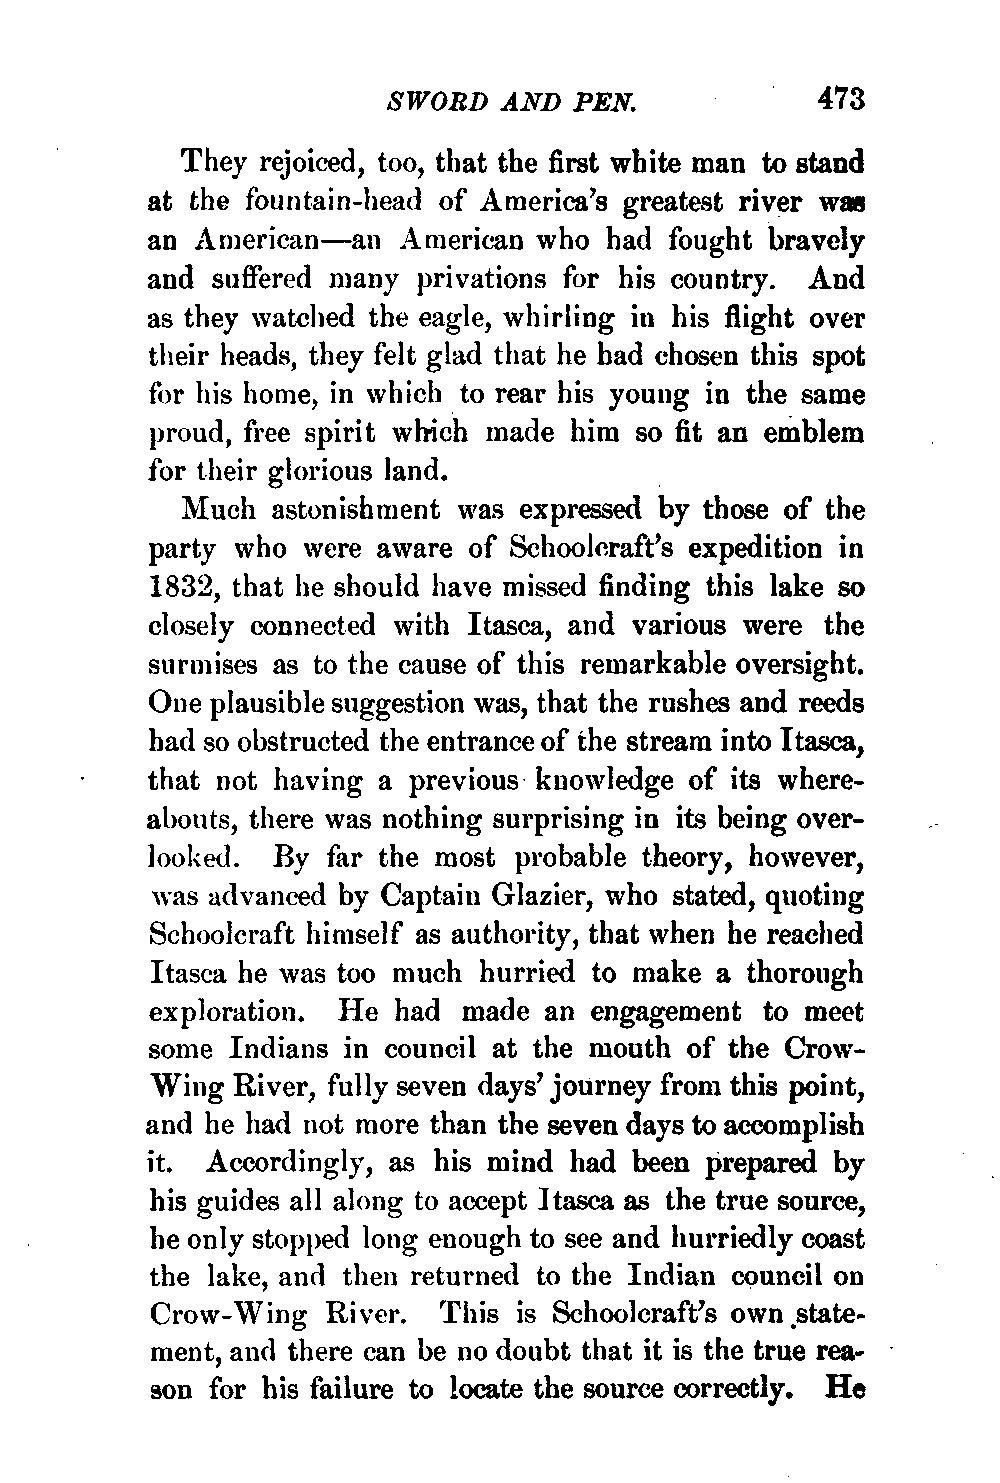 SWORD AND PEN. 473
They rejoiced, too, that the first white man to stand
at the fountain-head of America's greatest river was
an American—an American who had fought bravely
and suffered many privations for his country. And
as they watched the eagle, whirling in his flight over
their heads, they felt glad that he had chosen this spot
for his home, in which to rear his young in the same
proud, free spirit which made him so fit an emblem
for their glorious land.
Much astonishment was expressed by those of the
party who were aware of Schoolcraft's expedition in
1832, that he should have missed finding this lake so
closely connected with Itasca, and various were the
surmises as to the cause of this remarkable oversight.
One plausible suggestion was, that the rushes and reeds
had so obstructed the entrance of the stream into Itasca,
that not having a previous knowledge of its where-
abouts, there was nothing surprising in its being over-
looked. By far the most probable theory, however,
was advanced by Captain Glazier, who stated, quoting
Schoolcraft himself as authority, that when he reached
Itasca he was too much hurried to make a thorough
exploration. He had made an engagement to meet
some Indians in council at the mouth of the Crow-
Wing River, fully seven days' journey from this point,
and he had not more than the seven days to accomplish
it. Accordingly, as his mind had been prepared by
his guides all along to accept Itasca as the true source,
he only stopped long enough to see and hurriedly coast
the lake, and then returned to the Indian council on
Crow-Wing River. This is Schoolcraft's own state-
ment, and there can be no doubt that it is the true rea-
son for his failure to locate the source correctly. He